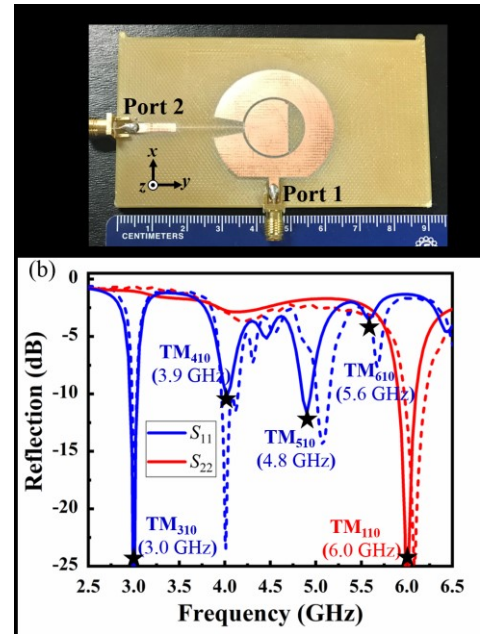 Port 2
x
z
y
Port 1
CENTIMETERS
1 2 3 4 5 6 7 8 9
(b)
0
-5
-10
-15
-20
-25
Reflection (dB)
TM410
(3.9 GHz)
TM610
(5.6 GHz)
S11
S22
TM510
(4.8 GHz)
TM310
(3.0 GHz)
TM110
(6.0 GHz)
2.5 3.0 3.5 4.0 4.5 5.0 5.5 6.0 6.5
Frequency (GHz)